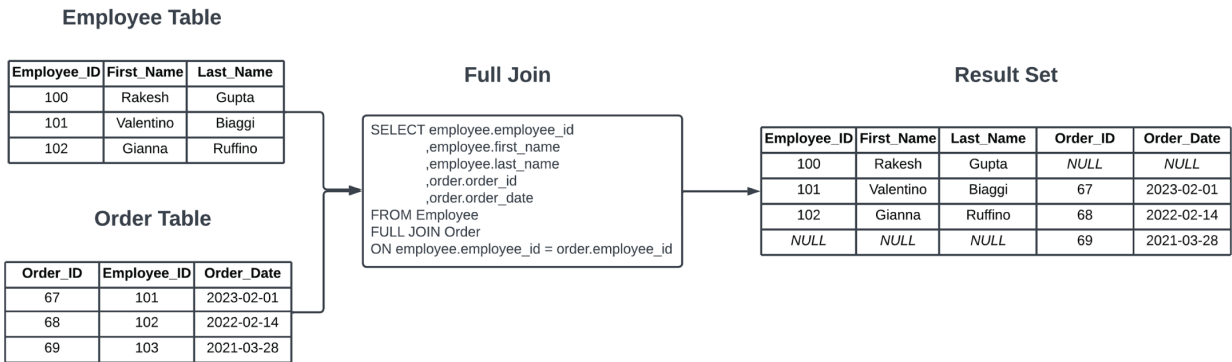 Employee Table
Employee_ID First_Name Last_Name
100 Rakesh Gupta
101 Valentino Biaggi
102 Gianna Ruffino
Order Table
Order_ID Employee_ID Order_Date
67 101 2023-02-01
68 102 2022-02-14
69 103 2021-03-28
Full Join
SELECT employee.employee_id
,employee.first_name
,employee.last_name
,order.order_id
,order.order_date
FROM Employee
FULL JOIN Order
ON employee.employee_id = order.employee_id
Result Set
Employee_ID First_Name Last_Name Order_ID Order_Date
100 Rakesh Gupta NULL NULL
101 Valentino Biaggi 67 2023-02-01
102 Gianna Ruffino 68 2022-02-14
NULL NULL NULL 69 2021-03-28